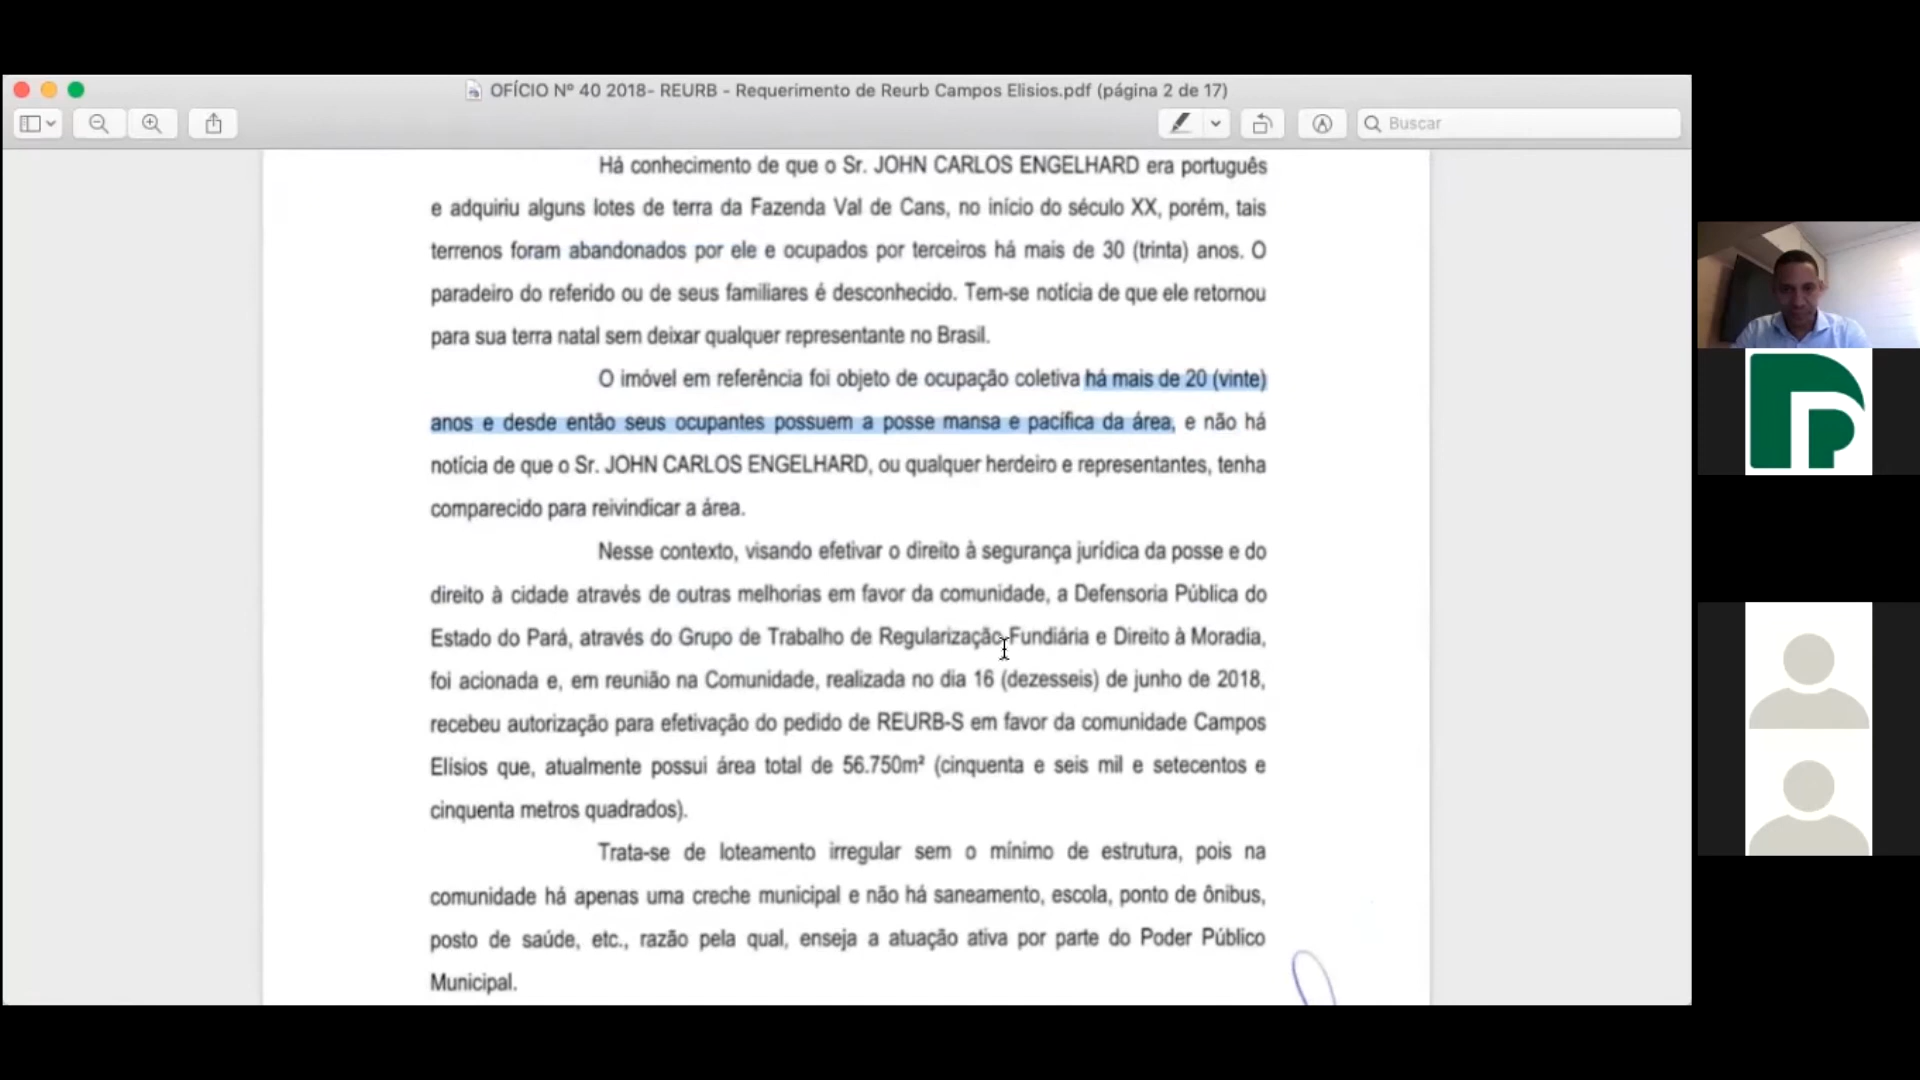 OFÍCIO Nº 40 2018- REURB - Requerimento de Reurb Campos Elisios.pdf (página 2 de 17)
Buscar
Há conhecimento de que o Sr. JOHN CARLOS ENGELHARD era português
e adquiriu alguns lotes de terra da Fazenda Val de Cans, no início do século XX, porém, tais
terrenos foram abandonados por ele e ocupados por terceiros há mais de 30 (trinta) anos. O
paradeiro do referido ou de seus familiares é desconhecido. Tem-se notícia de que ele retornou
para sua terra natal sem deixar qualquer representante no Brasil.
O imóvel em referência foi objeto de ocupação coletiva há mais de 20 (vinte)
anos e desde então seus ocupantes possuem a posse mansa e pacífica da área, e não há
notícia de que o Sr. JOHN CARLOS ENGELHARD, ou qualquer herdeiro e representantes, tenha
comparecido para reivindicar a área.
Nesse contexto, visando efetivar o direito à segurança jurídica da posse e do
direito à cidade através de outras melhorias em favor da comunidade, a Defensoria Pública do
Estado do Pará, através do Grupo de Trabalho de Regularização Fundiária e Direito à Moradia,
foi acionada e, em reunião na Comunidade, realizada no dia 16 (dezesseis) de junho de 2018,
recebeu autorização para efetivação do pedido de REURB-S em favor da comunidade Campos
Elísios que, atualmente possui área total de 56.750m² (cinquenta e seis mil e setecentos e
cinquenta metros quadrados).
Trata-se de loteamento irregular sem o mínimo de estrutura, pois na
comunidade há apenas uma creche municipal e não há saneamento, escola, ponto de ônibus,
posto de saúde, etc., razão pela qual, enseja a atuação ativa por parte do Poder Público
Municipal.